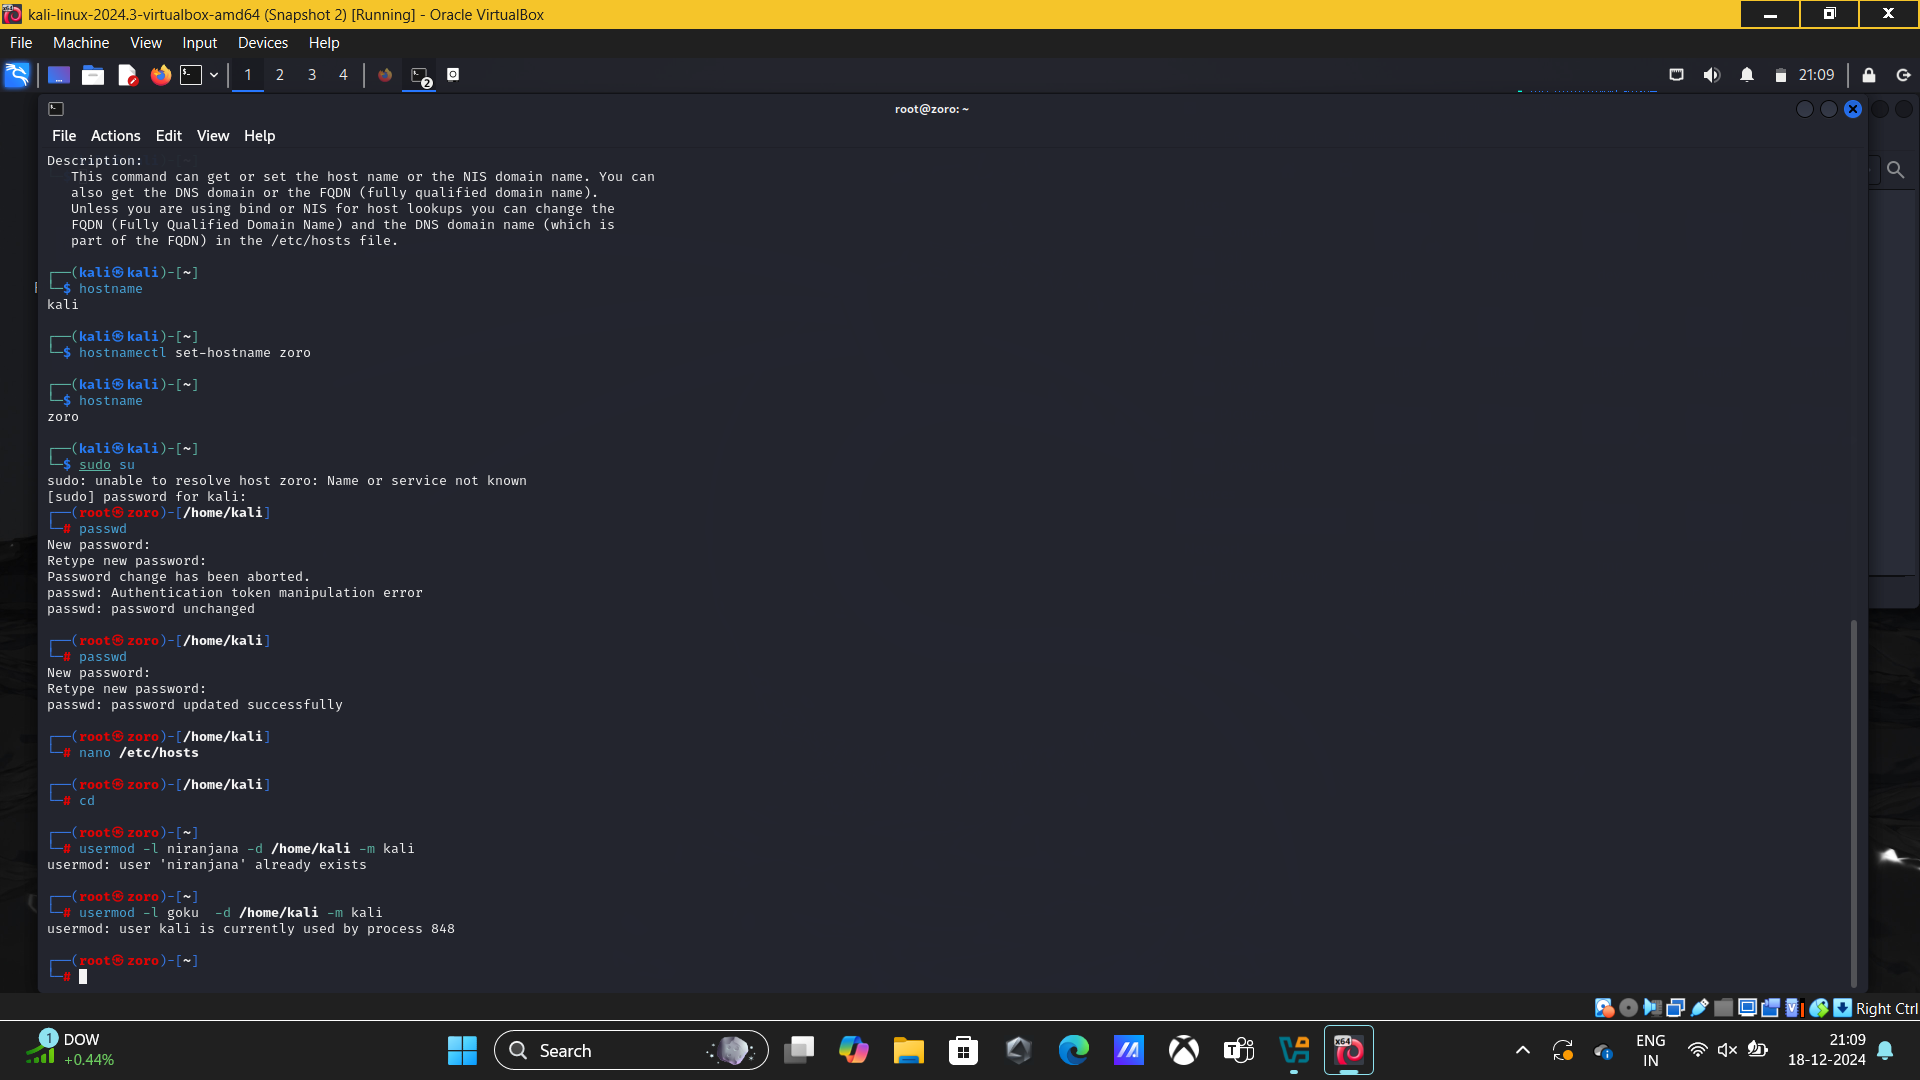 kali-linux-2024.3-virtualbox-amd64 (Snapshot 2) [Running] - Oracle VirtualBox
File Machine View Input Devices Help
1 2 3 4 2 21:09
root@zoro: ~
File Actions Edit View Help
Description:
This command can get or set the host name or the NIS domain name. You can
also get the DNS domain or the FQDN (fully qualified domain name).
Unless you are using bind or NIS for host lookups you can change the
FQDN (Fully Qualified Domain Name) and the DNS domain name (which is
part of the FQDN) in the /etc/hosts file.
┌──(kali㉿kali)-[~]
└─$ hostname
kali
┌──(kali㉿kali)-[~]
└─$ hostnamectl set-hostname zoro
┌──(kali㉿kali)-[~]
└─$ hostname
zoro
┌──(kali㉿kali)-[~]
└─$ sudo su
sudo: unable to resolve host zoro: Name or service not known
[sudo] password for kali:
┌──(root㉿zoro)-[/home/kali]
└─# passwd
New password:
Retype new password:
Password change has been aborted.
passwd: Authentication token manipulation error
passwd: password unchanged
┌──(root㉿zoro)-[/home/kali]
└─# passwd
New password:
Retype new password:
passwd: password updated successfully
┌──(root㉿zoro)-[/home/kali]
└─# nano /etc/hosts
┌──(root㉿zoro)-[/home/kali]
└─# cd
┌──(root㉿zoro)-[~]
└─# usermod -l niranjana -d /home/kali -m kali
usermod: user 'niranjana' already exists
┌──(root㉿zoro)-[~]
└─# usermod -l goku  -d /home/kali -m kali
usermod: user kali is currently used by process 848
┌──(root㉿zoro)-[~]
└─#
Right Ctrl
1 DOW
+0.44%
Search
ENG
IN
21:09
18-12-2024